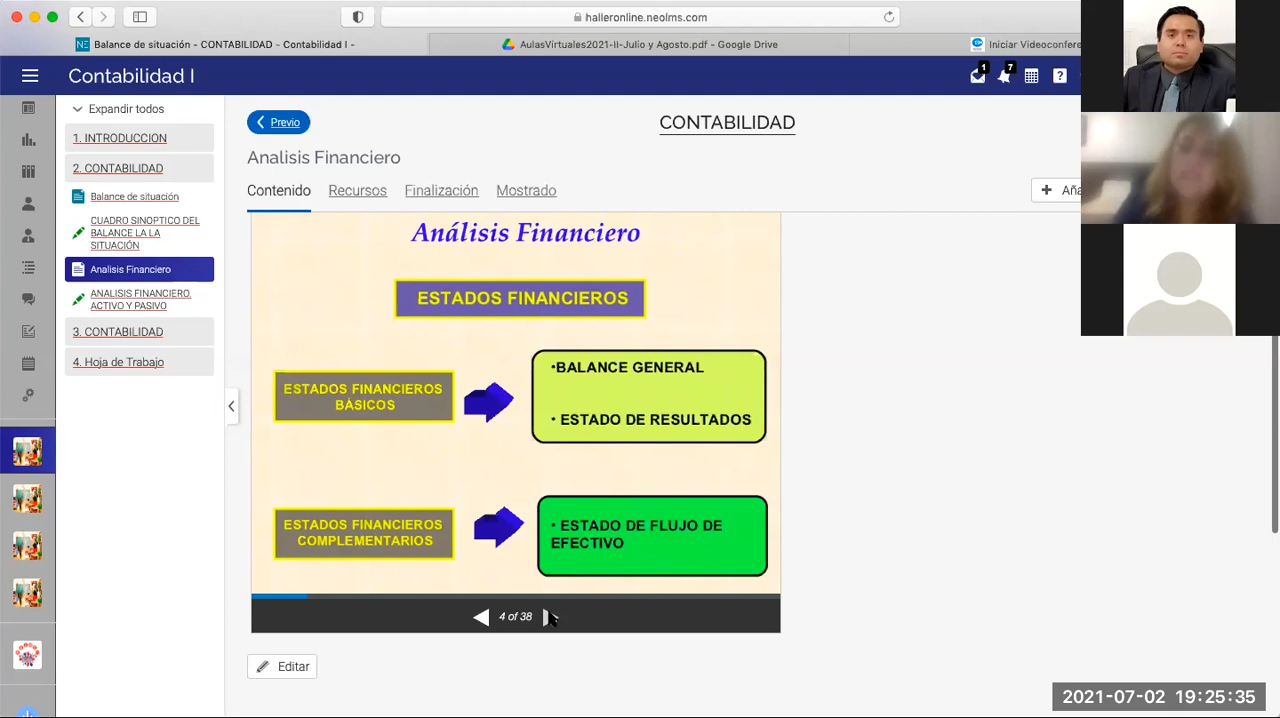 halleronline.neolms.com
Balance de situación - CONTABILIDAD - Contabilidad I -
AulasVirtuales2021-II-Julio y Agosto.pdf - Google Drive
Iniciar Videoconfe
Contabilidad I
1
7
?
Expandir todos
1. INTRODUCCION
2. CONTABILIDAD
Balance de situación
CUADRO SINOPTICO DEL
BALANCE LA LA
SITUACIÓN
Analisis Financiero
ANALISIS FINANCIERO.
ACTIVO Y PASIVO
3. CONTABILIDAD
4. Hoja de Trabajo
Previo
CONTABILIDAD
Analisis Financiero
Contenido Recursos Finalización Mostrado
Aña
Análisis Financiero
ESTADOS FINANCIEROS
ESTADOS FINANCIEROS
BÀSICOS
•BALANCE GENERAL
• ESTADO DE RESULTADOS
ESTADOS FINANCIEROS
COMPLEMENTARIOS
• ESTADO DE FLUJO DE
EFECTIVO
4 of 38
Editar
2021-07-02 19:25:35